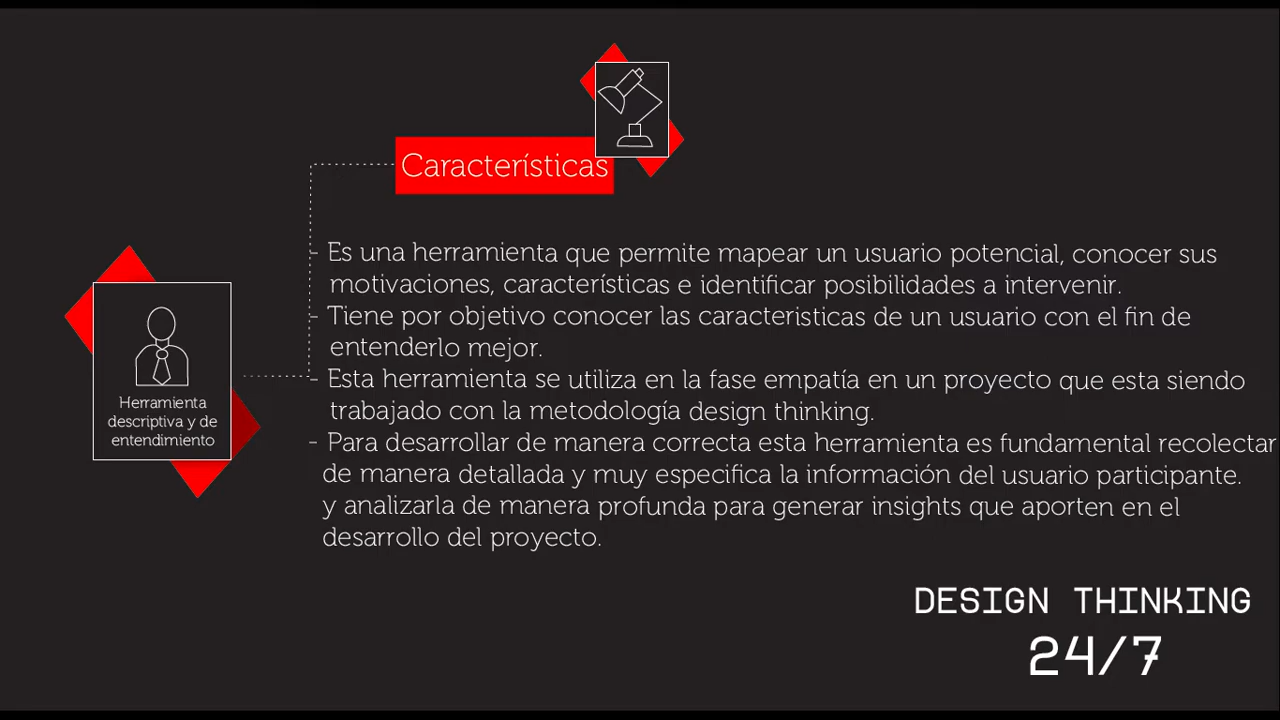 Características
- Es una herramienta que permite mapear un usuario potencial, conocer sus
motivaciones, características e identificar posibilidades a intervenir.
- Tiene por objetivo conocer las caracteristicas de un usuario con el fin de
entenderlo mejor.
- Esta herramienta se utiliza en la fase empatía en un proyecto que esta siendo
trabajado con la metodología design thinking.
- Para desarrollar de manera correcta esta herramienta es fundamental recolectar
de manera detallada y muy especifica la información del usuario participante.
y analizarla de manera profunda para generar insights que aporten en el
desarrollo del proyecto.
Herramienta
descriptiva y de
entendimiento
DESIGN THINKING
24/7